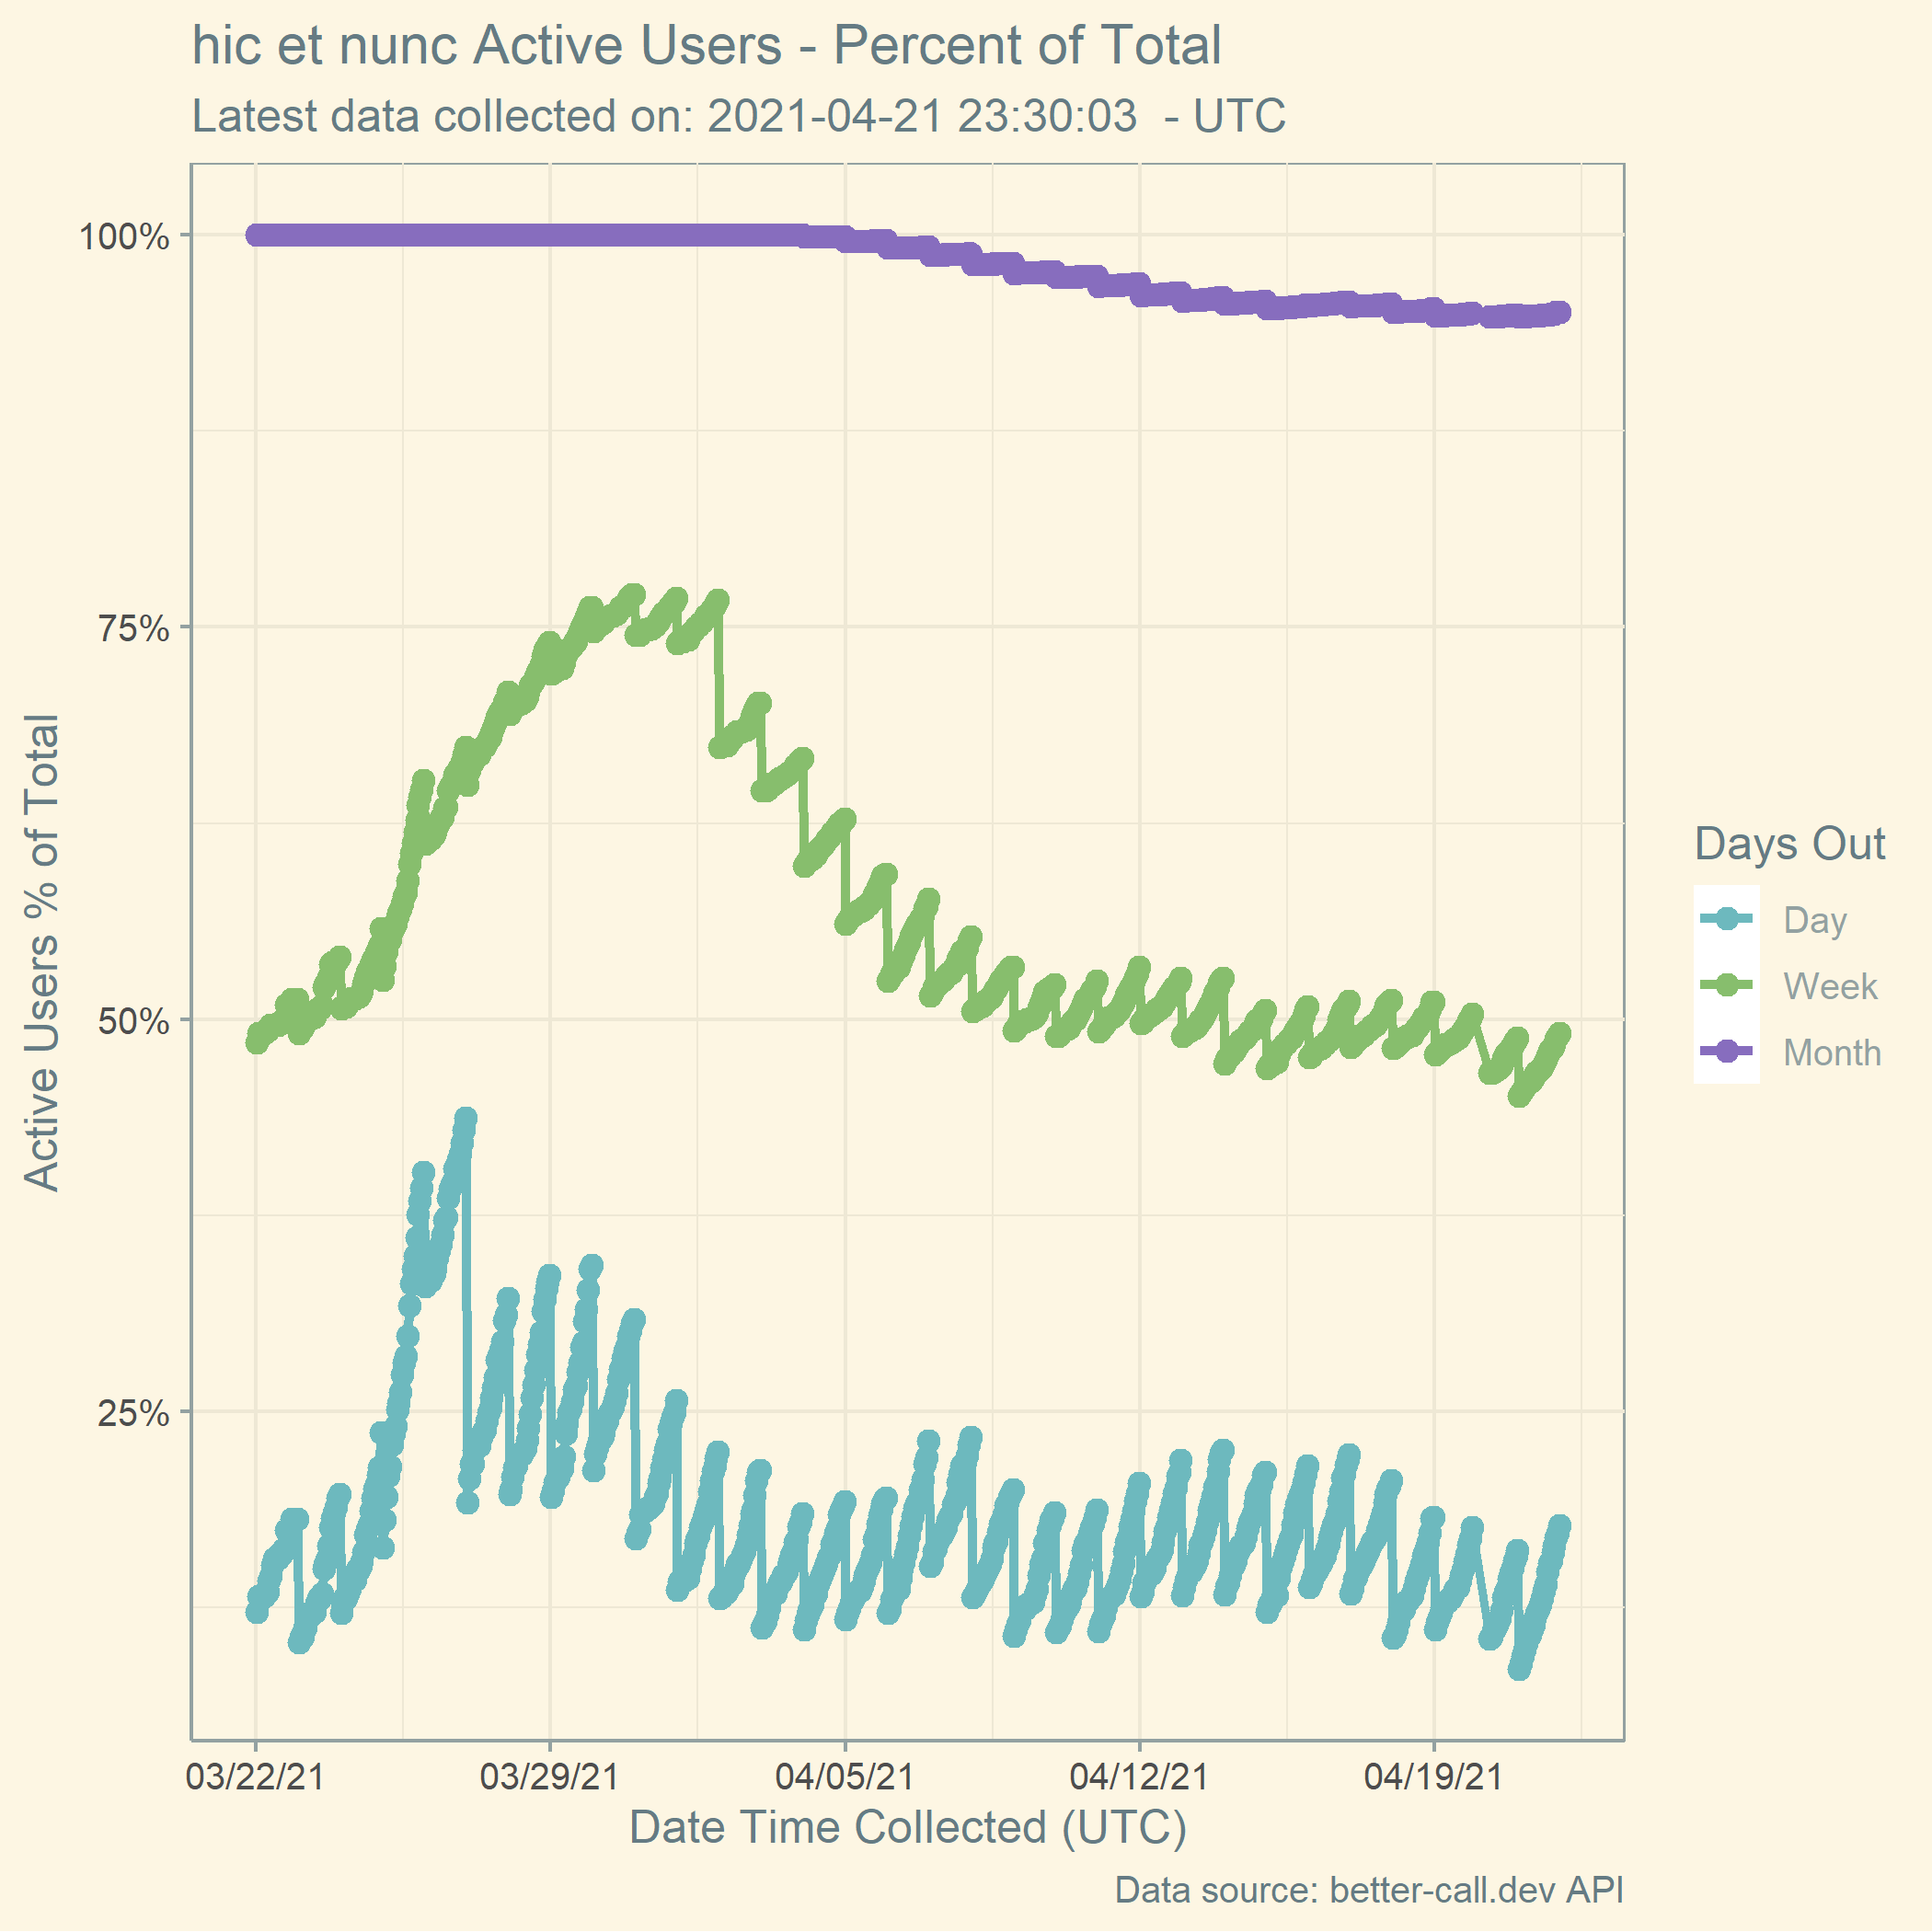 hic et nunc Active Users - Percent of Total
Latest data collected on: 2021-04-21 23:30:03  - UTC
100%
75%
50%
25%
Active Users % of Total
03/22/21 03/29/21 04/05/21 04/12/21 04/19/21
Date Time Collected (UTC)
Days Out
Day
Week
Month
Data source: better-call.dev API